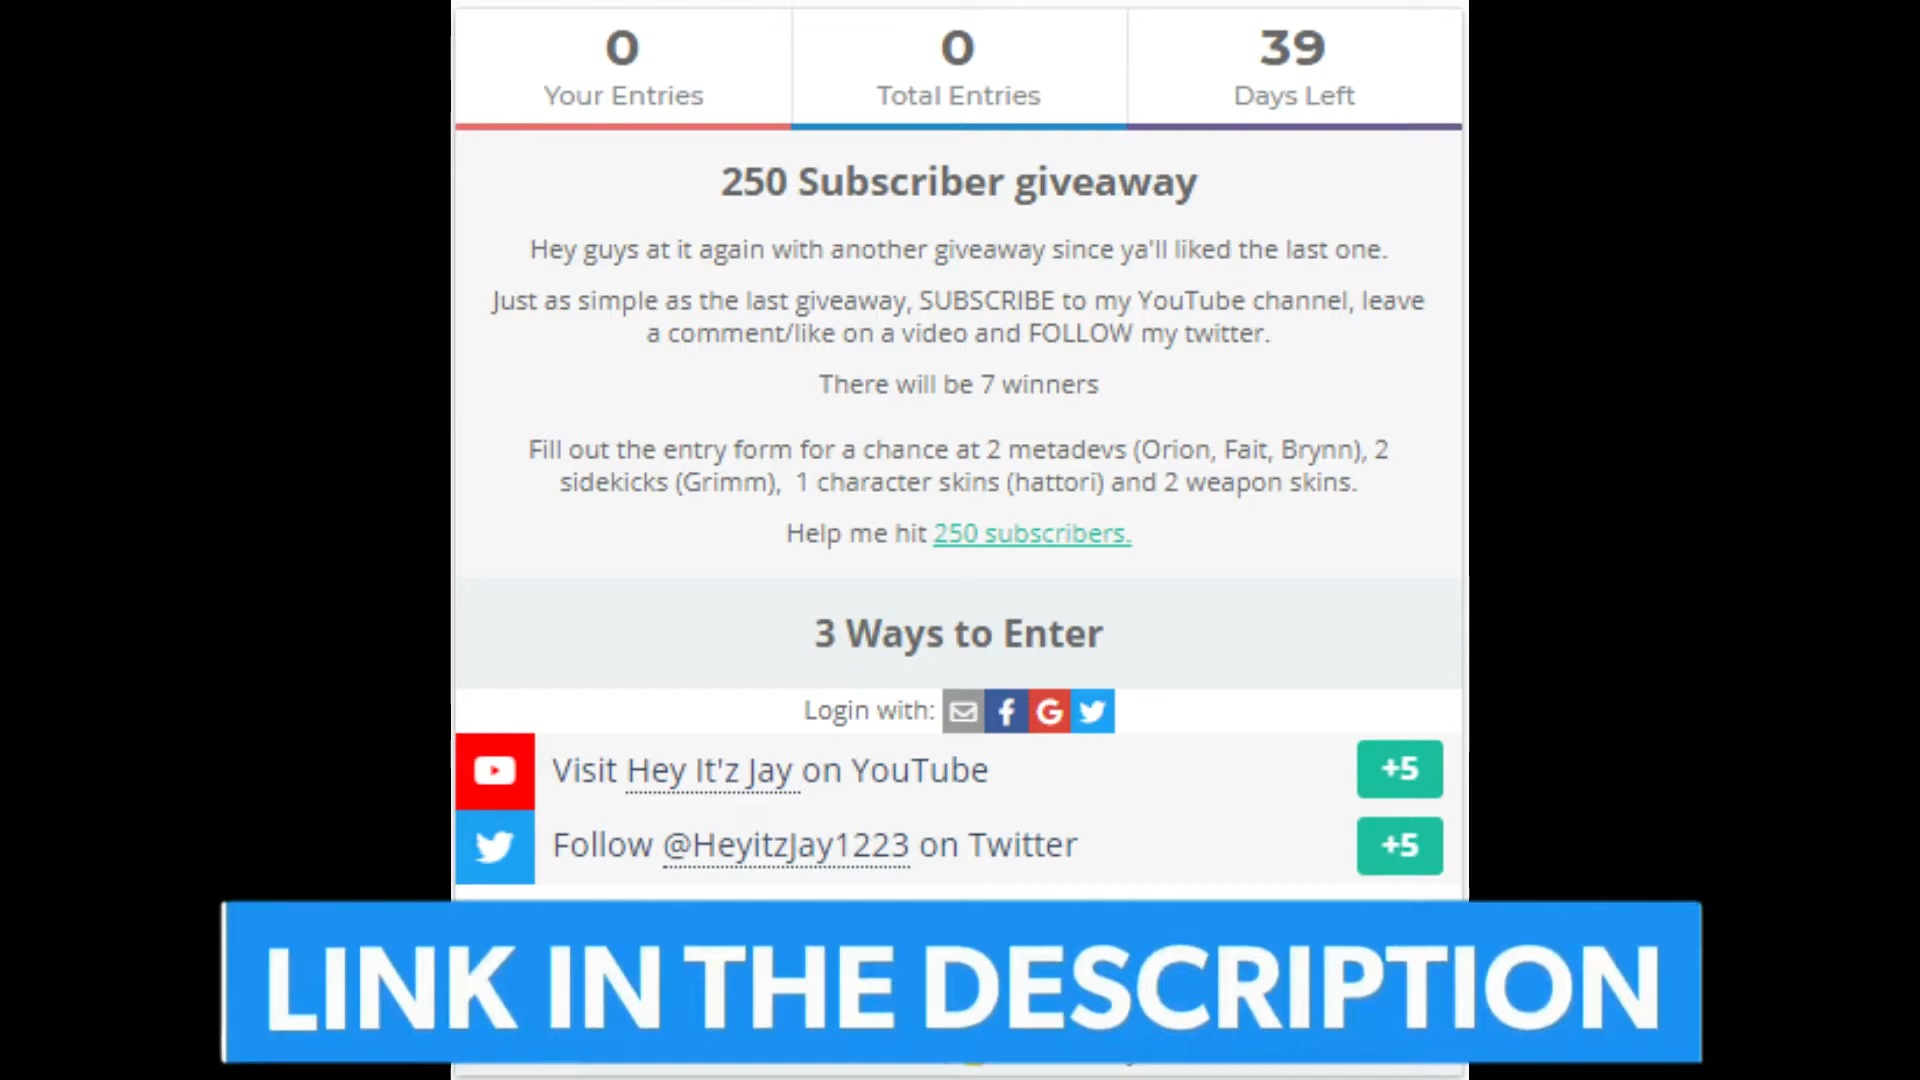 0
Your Entries
0
Total Entries
39
Days Left
250 Subscriber giveaway
Hey guys at it again with another giveaway since ya'll liked the last one.
Just as simple as the last giveaway, SUBSCRIBE to my YouTube channel, leave
a comment/like on a video and FOLLOW my twitter.
There will be 7 winners
Fill out the entry form for a chance at 2 metadevs (Orion, Fait, Brynn), 2
sidekicks (Grimm), 1 character skins (hattori) and 2 weapon skins.
Help me hit 250 subscribers.
3 Ways to Enter
Login with:
Visit Hey It'z Jay on YouTube
+5
Follow @HeyitzJay1223 on Twitter
+5
LINK IN THE DESCRIPTION